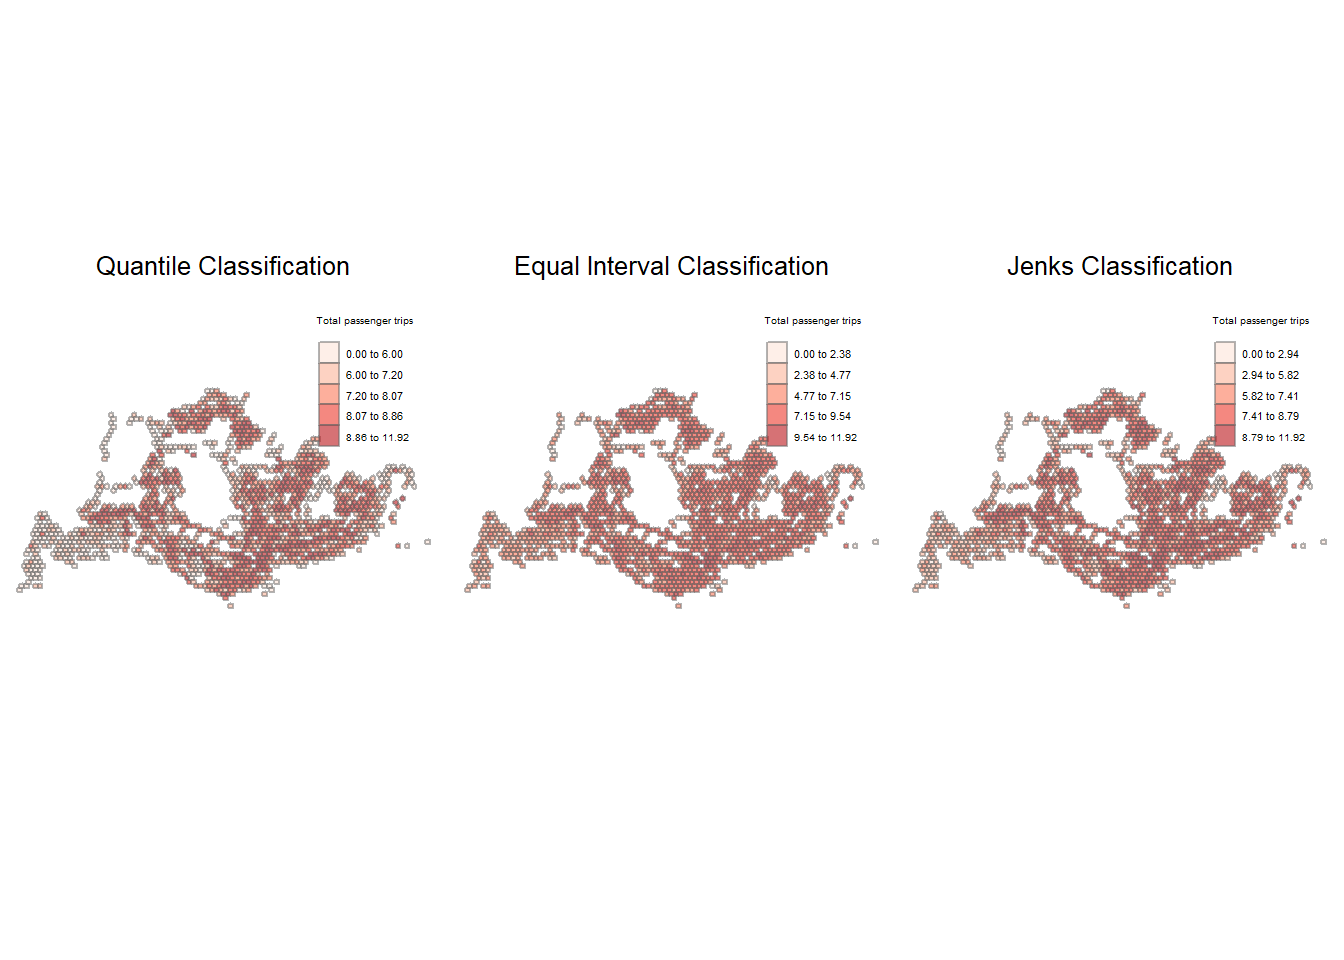 Quantile Classification
Total passenger trips
0.00 to 6.00
6.00 to 7.20
7.20 to 8.07
8.07 to 8.86
8.86 to 11.92
Equal Interval Classification
Total passenger trips
0.00 to 2.38
2.38 to 4.77
4.77 to 7.15
7.15 to 9.54
9.54 to 11.92
Jenks Classification
Total passenger trips
0.00 to 2.94
2.94 to 5.82
5.82 to 7.41
7.41 to 8.79
8.79 to 11.92